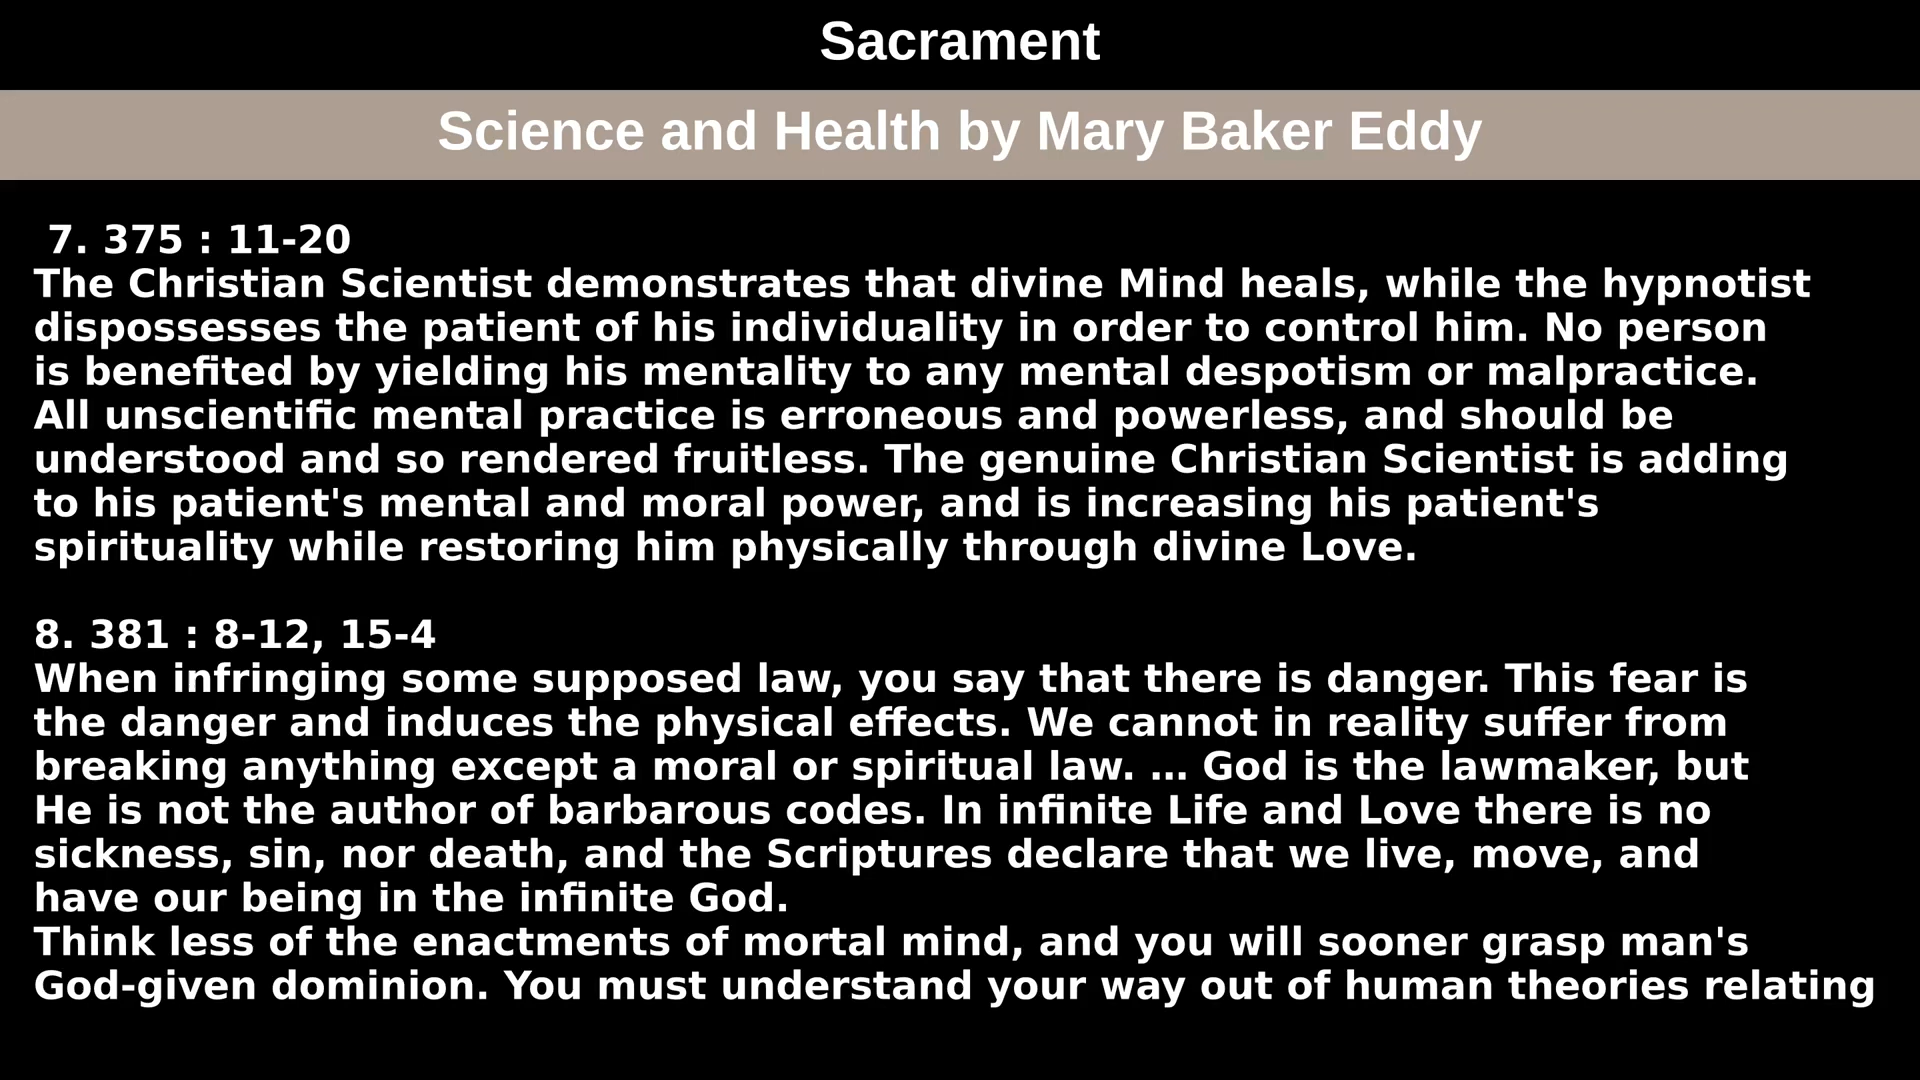 Sacrament
Science and Health by Mary Baker Eddy
7. 375 : 11-20
The Christian Scientist demonstrates that divine Mind heals, while the hypnotist
dispossesses the patient of his individuality in order to control him. No person
is benefited by yielding his mentality to any mental despotism or malpractice.
All unscientific mental practice is erroneous and powerless, and should be
understood and so rendered fruitless. The genuine Christian Scientist is adding
to his patient's mental and moral power, and is increasing his patient's
spirituality while restoring him physically through divine Love.
8. 381 : 8-12, 15-4
When infringing some supposed law, you say that there is danger. This fear is
the danger and induces the physical effects. We cannot in reality suffer from
breaking anything except a moral or spiritual law. … God is the lawmaker, but
He is not the author of barbarous codes. In infinite Life and Love there is no
sickness, sin, nor death, and the Scriptures declare that we live, move, and
have our being in the infinite God.
Think less of the enactments of mortal mind, and you will sooner grasp man's
God-given dominion. You must understand your way out of human theories relating